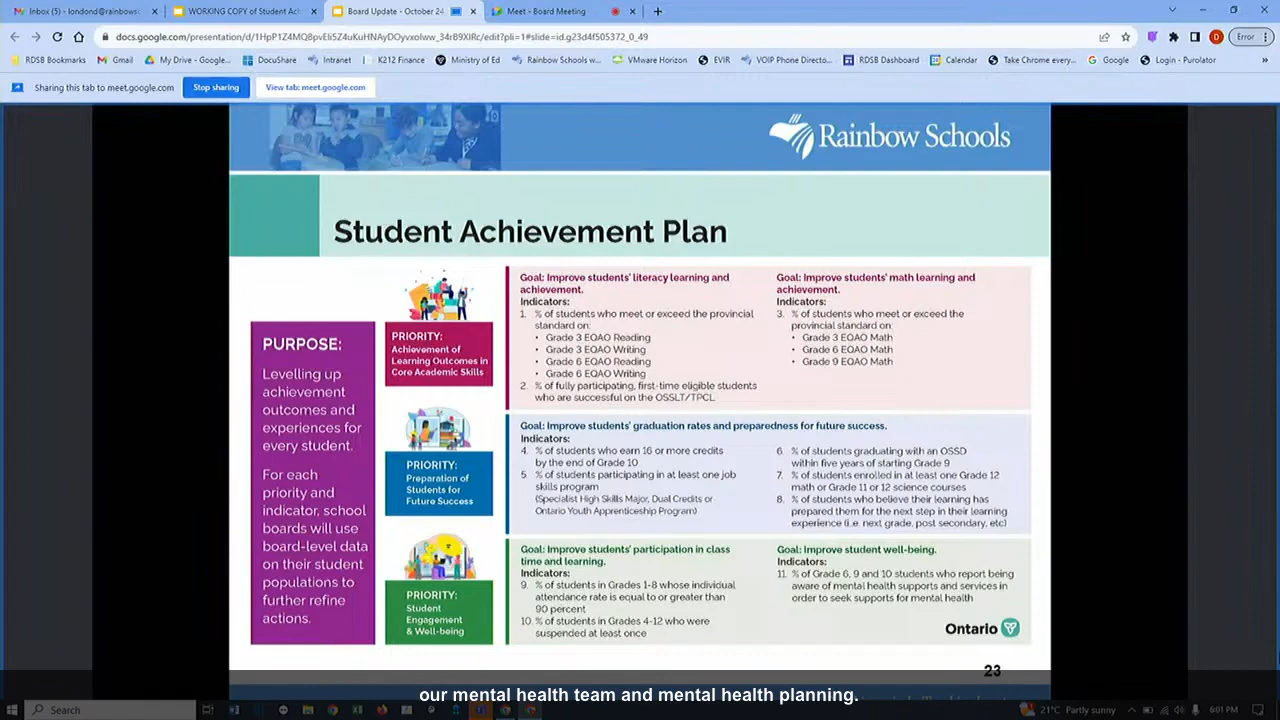 Inbox (5) - londond@rainbows
WORKING COPY of Student Ach
Board Update - October 24
Meet - Board Meeting
docs.google.com/presentation/d/
edit?pli=1#slide=id.g23d4f505372_0_49
Error
RDSB Bookmarks
Gmail
My Drive - Google...
DocuShare
Intranet
K212 Finance
Ministry of Ed
Rainbow Schools w...
VMware Horizon
EVIR
VOIP Phone Directo...
RDSB Dashboard
Calendar
Take Chrome every...
Google
Login - Purolator
Sharing this tab to meet.google.com
Stop sharing
View tab: meet.google.com
Rainbow Schools
Student Achievement Plan
PURPOSE:
Levelling up
achievement
outcomes and
experiences for
every student.
For each
priority and
indicator, school
boards will use
board-level data
on their student
populations to
further refine
actions.
PRIORITY:
Achievement of
Learning Outcomes in
Core Academic Skills
Goal: Improve students' literacy learning and
achievement.
Indicators:
1. % of students who meet or exceed the provincial
standard on:
• Grade 3 EQAO Reading
• Grade 3 EQAO Writing
• Grade 6 EQAO Reading
• Grade 6 EQAO Writing
2. % of fully participating, first-time eligible students
who are successful on the OSSLT/TPCL
Goal: Improve students' math learning and
achievement.
Indicators:
3. % of students who meet or exceed the
provincial standard on:
• Grade 3 EQAO Math
• Grade 6 EQAO Math
• Grade 9 EQAO Math
PRIORITY:
Preparation of
Students for
Future Success
Goal: Improve students' graduation rates and preparedness for future success.
Indicators:
4. % of students who earn 16 or more credits
by the end of Grade 10
5. % of students participating in at least one job
skills program
(Specialist High Skills Major, Dual Credits or
Ontario Youth Apprenticeship Program)
6. % of students graduating with an OSSD
within five years of starting Grade 9
7. % of students enrolled in at least one Grade 12
math or Grade 11 or 12 science courses
8. % of students who believe their learning has
prepared them for the next step in their learning
experience (i.e. next grade, post secondary, etc)
PRIORITY:
Student
Engagement
& Well-being
Goal: Improve students' participation in class
time and learning.
Indicators:
9. % of students in Grades 1-8 whose individual
attendance rate is equal to or greater than
90 percent
10. % of students in Grades 4-12 who were
suspended at least once
Goal: Improve student well-being.
Indicators:
11. % of Grade 6, 9 and 10 students who report being
aware of mental health supports and services in
order to seek supports for mental health
Ontario
23
our mental health team and mental health planning.
Search
21°C Partly sunny
6:01 PM